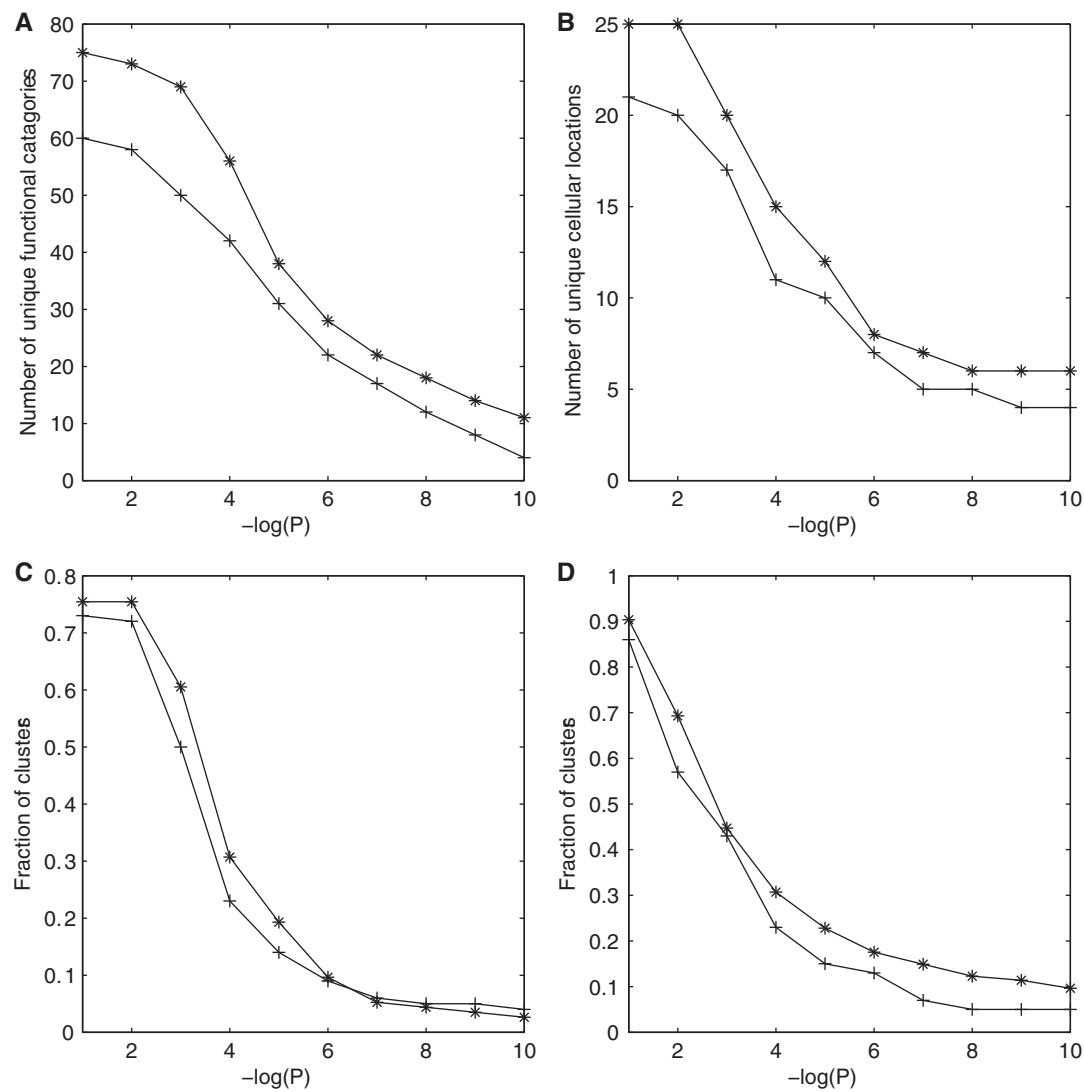 A
80
70
60
50
40
30
20
10
0
Number of unique functional catagories
2 4 6 8 10
−log(P)
B
25
20
15
10
5
0
Number of unique cellular locations
2 4 6 8 10
−log(P)
C
0.8
0.7
0.6
0.5
0.4
0.3
0.2
0.1
0
Fraction of clustes
2 4 6 8 10
−log(P)
D
1
0.9
0.8
0.7
0.6
0.5
0.4
0.3
0.2
0.1
0
Fraction of clustes
2 4 6 8 10
−log(P)